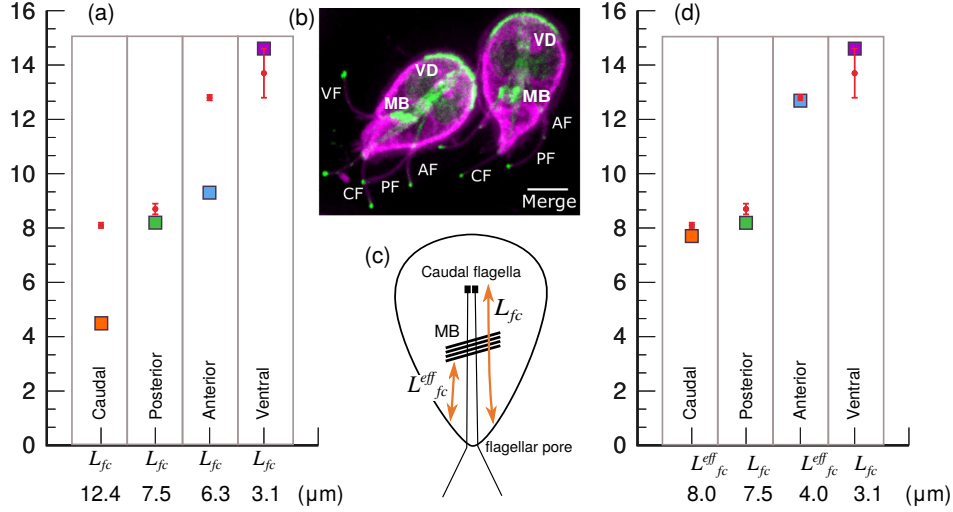 (a)
16
14
12
10
8
6
4
2
0
Caudal
Posterior
Anterior
Ventral
L_fc L_fc L_fc L_fc
12.4 7.5 6.3 3.1 (µm)
(b)
VD
VD
MB
MB
VF
AF
AF
PF
PF
CF
CF
Merge
(c)
Caudal flagella
L_fc
MB
L^eff_fc
flagellar pore
(d)
16
14
12
10
8
6
4
2
0
Caudal
Posterior
Anterior
Ventral
L^eff_fc L_fc L^eff_fc L_fc
8.0 7.5 4.0 3.1 (µm)